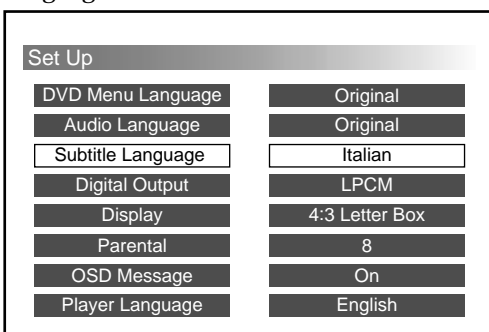 Set Up
DVD Menu Language Original
Audio Language Original
Subtitle Language Italian
Digital Output LPCM
Display 4:3 Letter Box
Parental 8
OSD Message On
Player Language English